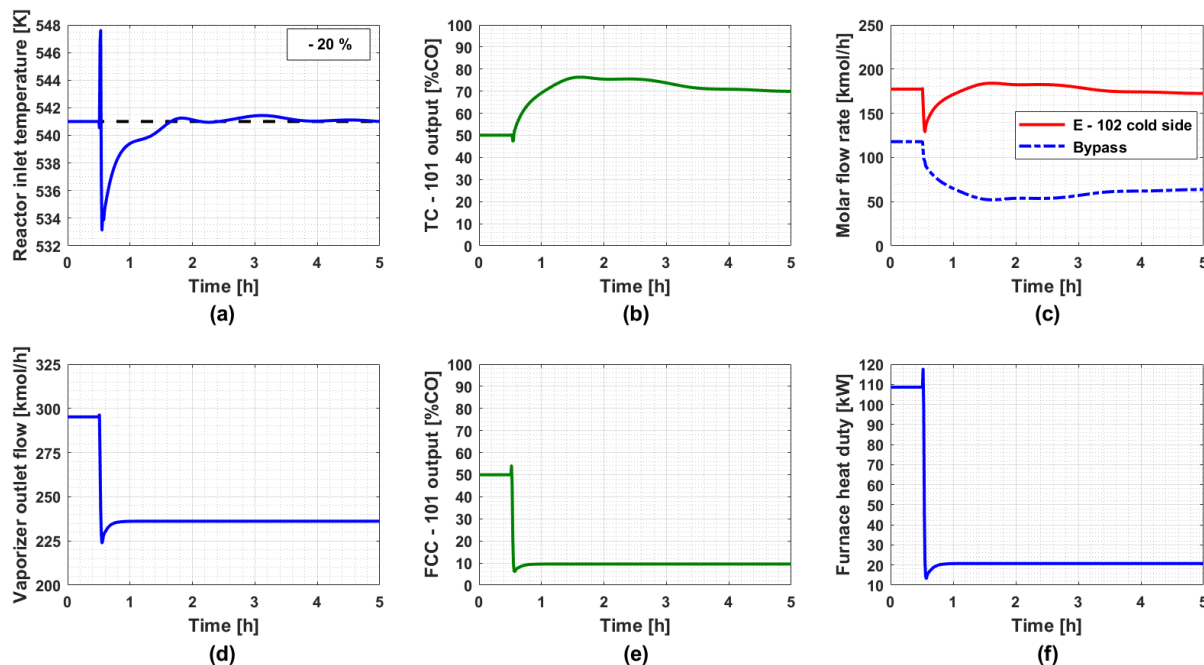 Reactor inlet temperature [K]
548
546
544
542
540
538
536
534
532
- 20 %
0 1 2 3 4 5
Time [h]
(a)
TC - 101 output [%CO]
100
90
80
70
60
50
40
30
20
10
0
0 1 2 3 4 5
Time [h]
(b)
Molar flow rate [kmol/h]
250
200
150
100
50
0
E - 102 cold side
Bypass
0 1 2 3 4 5
Time [h]
(c)
Vaporizer outlet flow [kmol/h]
325
300
275
250
225
200
0 1 2 3 4 5
Time [h]
(d)
FCC - 101 output [%CO]
100
90
80
70
60
50
40
30
20
10
0
0 1 2 3 4 5
Time [h]
(e)
Furnace heat duty [kW]
120
110
100
90
80
70
60
50
40
30
20
10
0 1 2 3 4 5
Time [h]
(f)